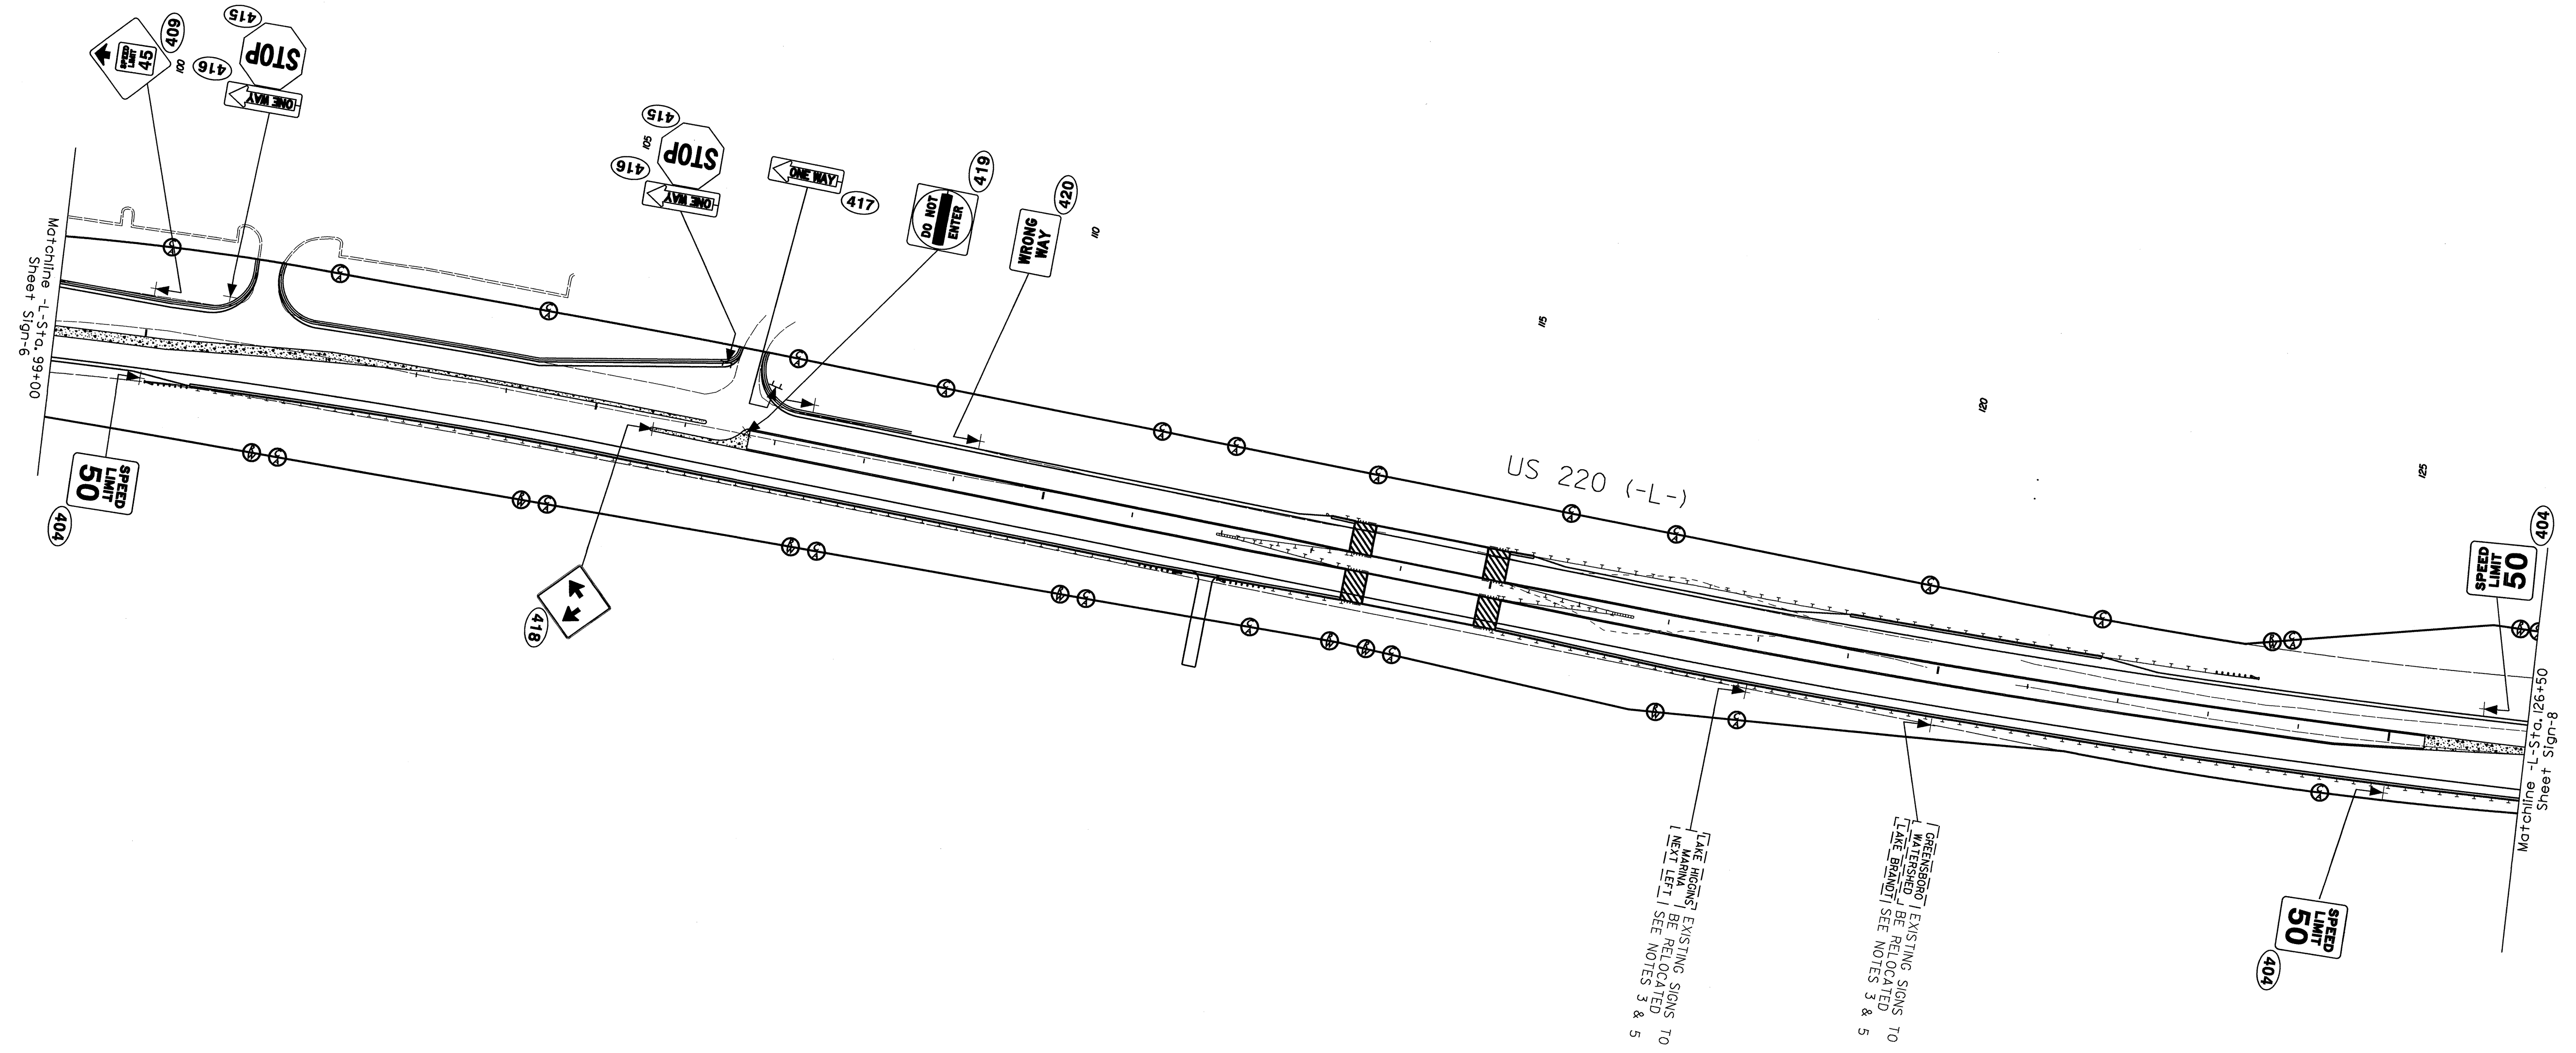 415
409
SPEED
LIMIT
45
100
STOP
416
ONE WAY
415
105
STOP
416
ONE WAY
ONE WAY
417
419
DO NOT
ENTER
420
WRONG
WAY
110
115
120
125
US 220 (-L-)
Matchline -L-Sta. 99+00
Sheet Sign-6
SPEED
LIMIT
50
404
418
404
SPEED
LIMIT
50
Matchline -L-Sta. 126+50
Sheet Sign-8
LAKE HIGGINS
MARINA
NEXT LEFT
EXISTING SIGNS TO
BE RELOCATED
SEE NOTES 3 & 5
GREENSBORO
WATERSHED
LAKE BRANDT
EXISTING SIGNS TO
BE RELOCATED
SEE NOTES 3 & 5
SPEED
LIMIT
50
404